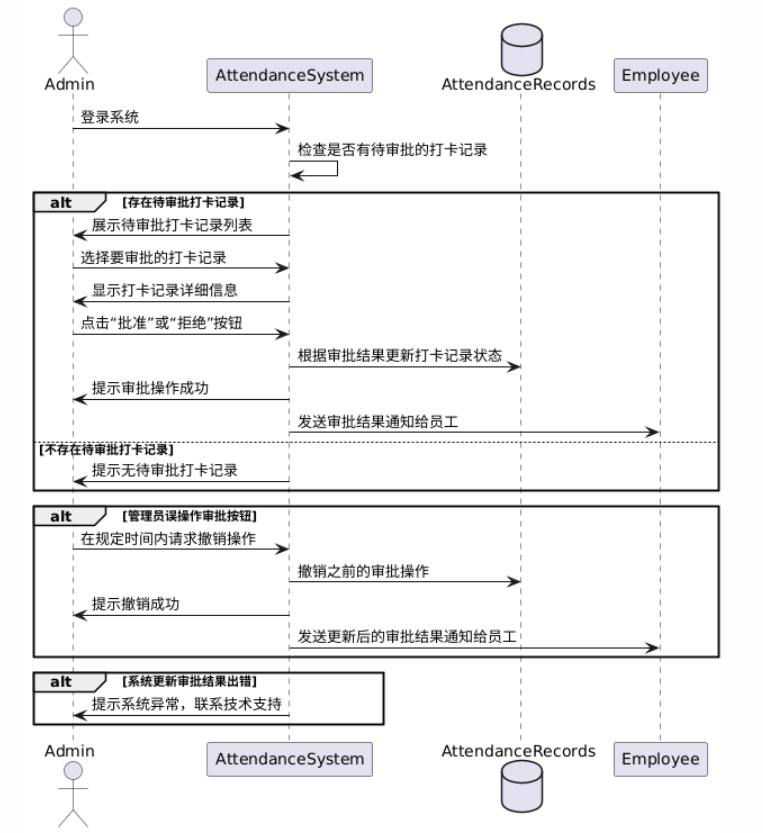 Admin
AttendanceSystem
AttendanceRecords
Employee
登录系统
检查是否有待审批的打卡记录
alt [存在待审批打卡记录]
展示待审批打卡记录列表
选择要审批的打卡记录
显示打卡记录详细信息
点击“批准”或“拒绝”按钮
根据审批结果更新打卡记录状态
提示审批操作成功
发送审批结果通知给员工
[不存在待审批打卡记录]
提示无待审批打卡记录
alt [管理员误操作审批按钮]
在规定时间内请求撤销操作
撤销之前的审批操作
提示撤销成功
发送更新后的审批结果通知给员工
alt [系统更新审批结果出错]
提示系统异常，联系技术支持
Admin
AttendanceSystem
AttendanceRecords
Employee